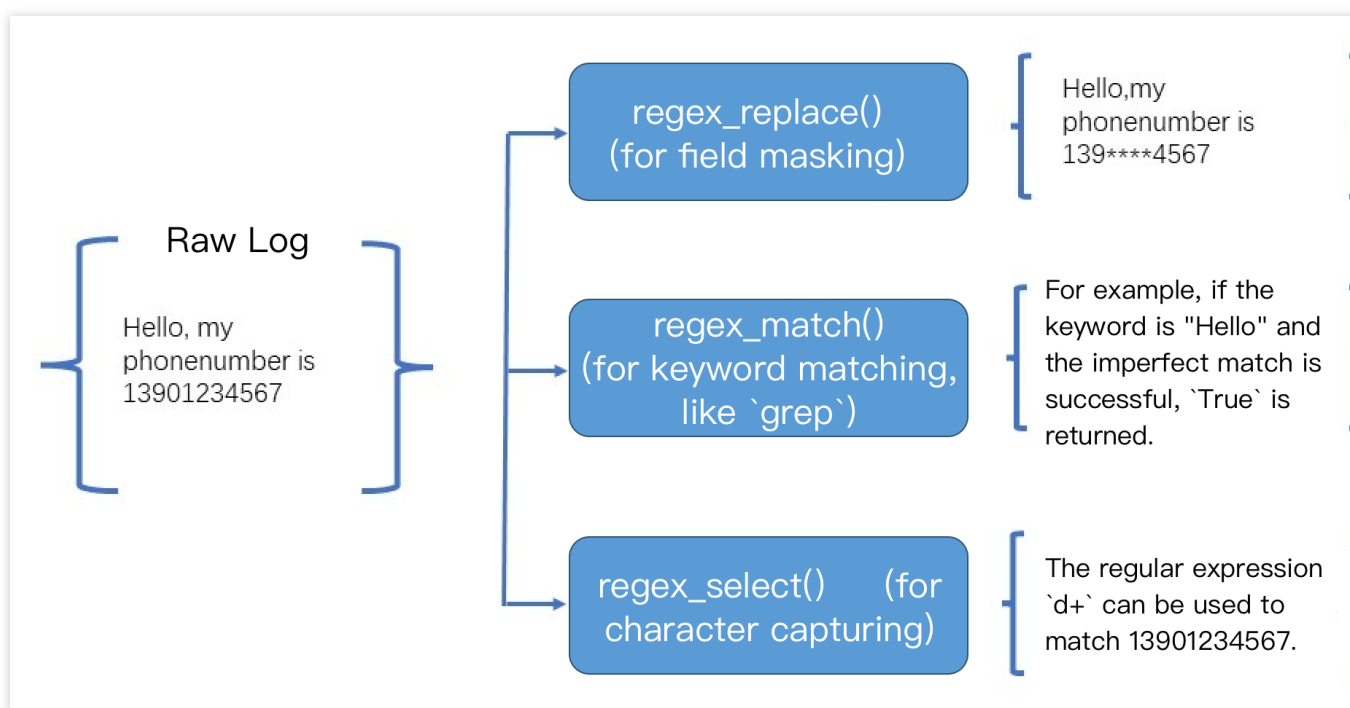 Raw Log
Hello, my
phonenumber is
13901234567
regex_replace()
(for field masking)
Hello,my
phonenumber is
139****4567
regex_match()
(for keyword matching,
like `grep`)
For example, if the
keyword is "Hello" and
the imperfect match is
successful, `True` is
returned.
regex_select() (for
character capturing)
The regular expression
`d+` can be used to
match 13901234567.